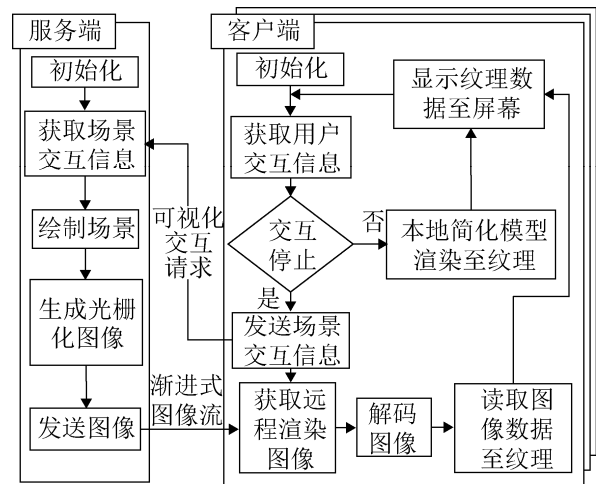 服务端
初始化
获取场景
交互信息
绘制场景
生成光栅
化图像
发送图像
可视化
交互
请求
渐进式
图像流
客户端
初始化
获取用户
交互信息
交互
停止
否
是
本地简化模型
渲染至纹理
显示纹理数
据至屏幕
发送场景
交互信息
获取远
程渲染
图像
解码
图像
读取图
像数据
至纹理